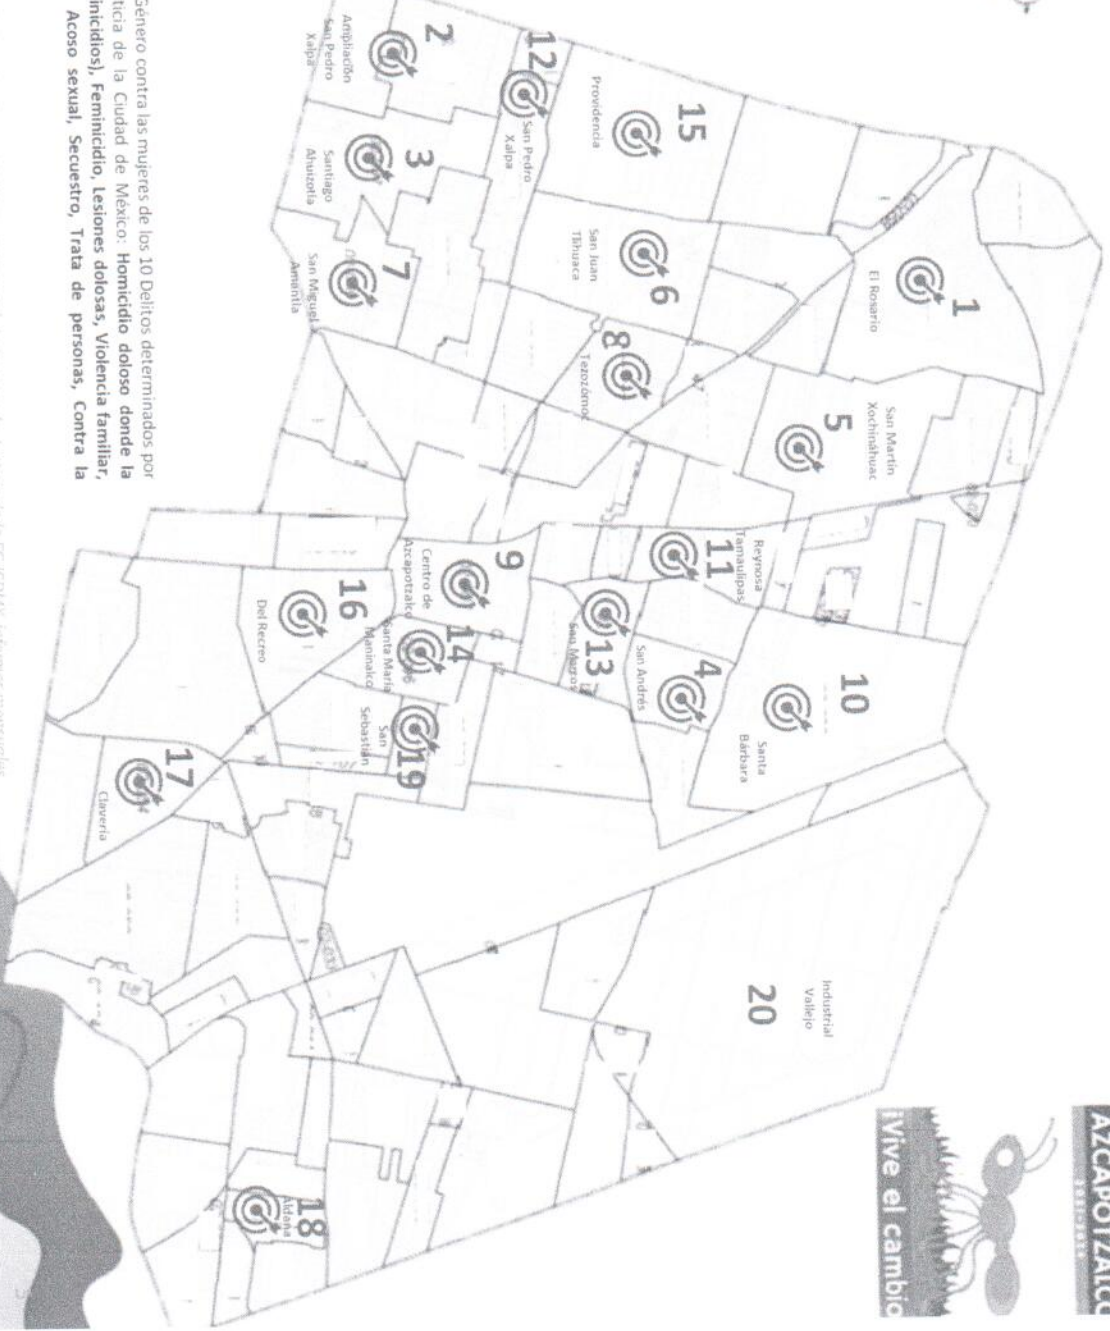 AZCAPOTZALCO
¡Vive el cambio
1
El Rosario
2
Ampliación
San Pedro
Xalpa
3
Santiago
Ahuizotla
4
San Andrés
5
San Martín
Xochináhuac
6
San Juan
Tlihuaca
7
San Miguel
Amantla
8
Tezozómoc
9
Centro de
Azcapotzalco
10
Santa
Bárbara
11
Reynosa
Tamaulipas
12
San Pedro
Xalpa
13
San Marcos
14
Santa María
Maninalco
15
Providencia
16
Del Recreo
17
Clavería
18
Aldana
19
San
Sebastián
20
Industrial
Vallejo
Género contra las mujeres de los 10 Delitos determinados por
ticia de la Ciudad de México: Homicidio doloso donde la
inicidios), Feminicidio, Lesiones dolosas, Violencia familiar,
Acoso sexual, Secuestro, Trata de personas, Contra la